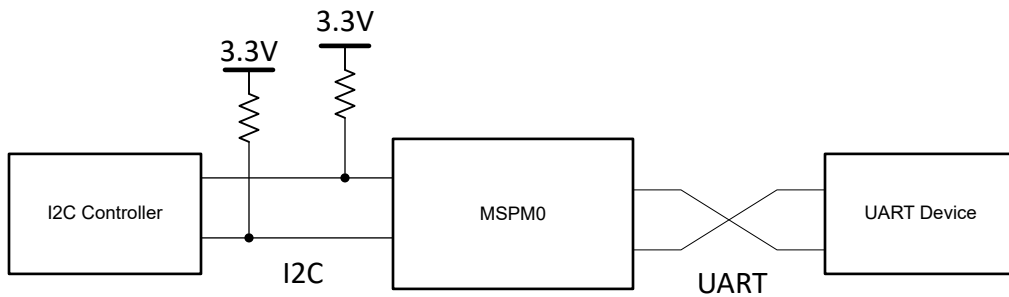 3.3V
3.3V
I2C Controller
MSPM0
UART Device
I2C
UART